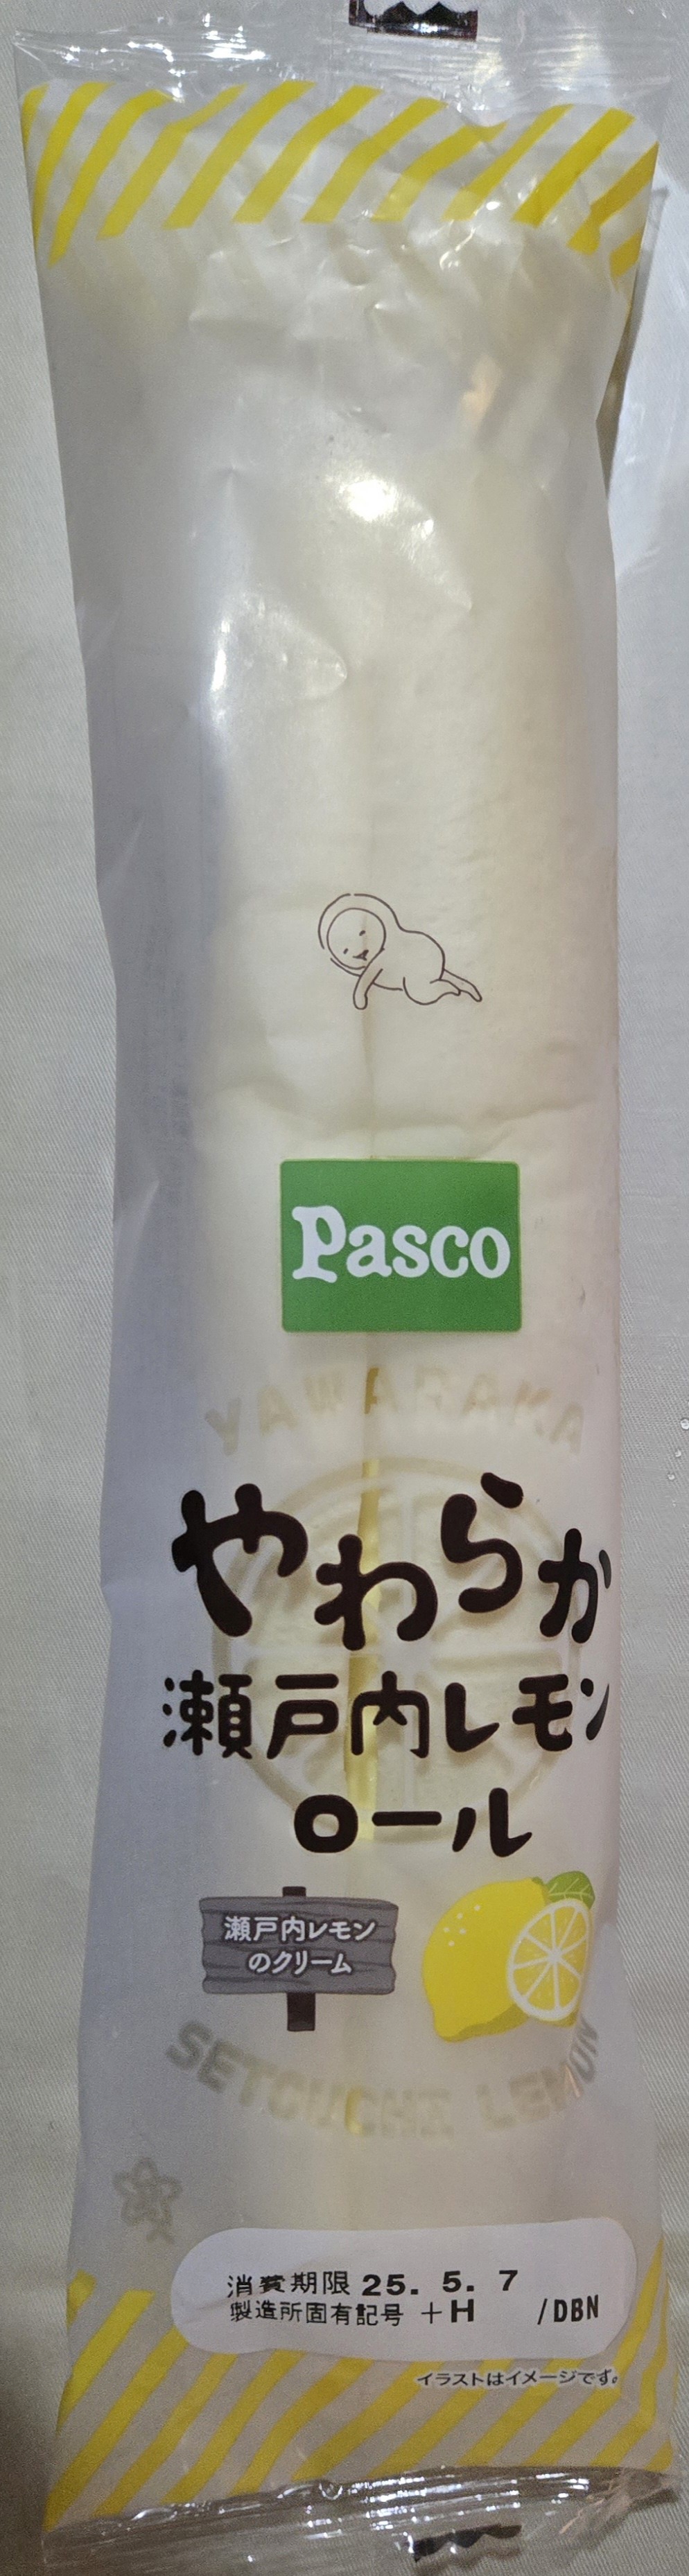 Pasco
YAWARAKA
やわらか
瀬戸内レモン
ロール
瀬戸内レモン
のクリーム
SETOUCHI LEMON
消費期限 25. 5. 7
製造所固有記号 +H /DBN
イラストはイメージです。